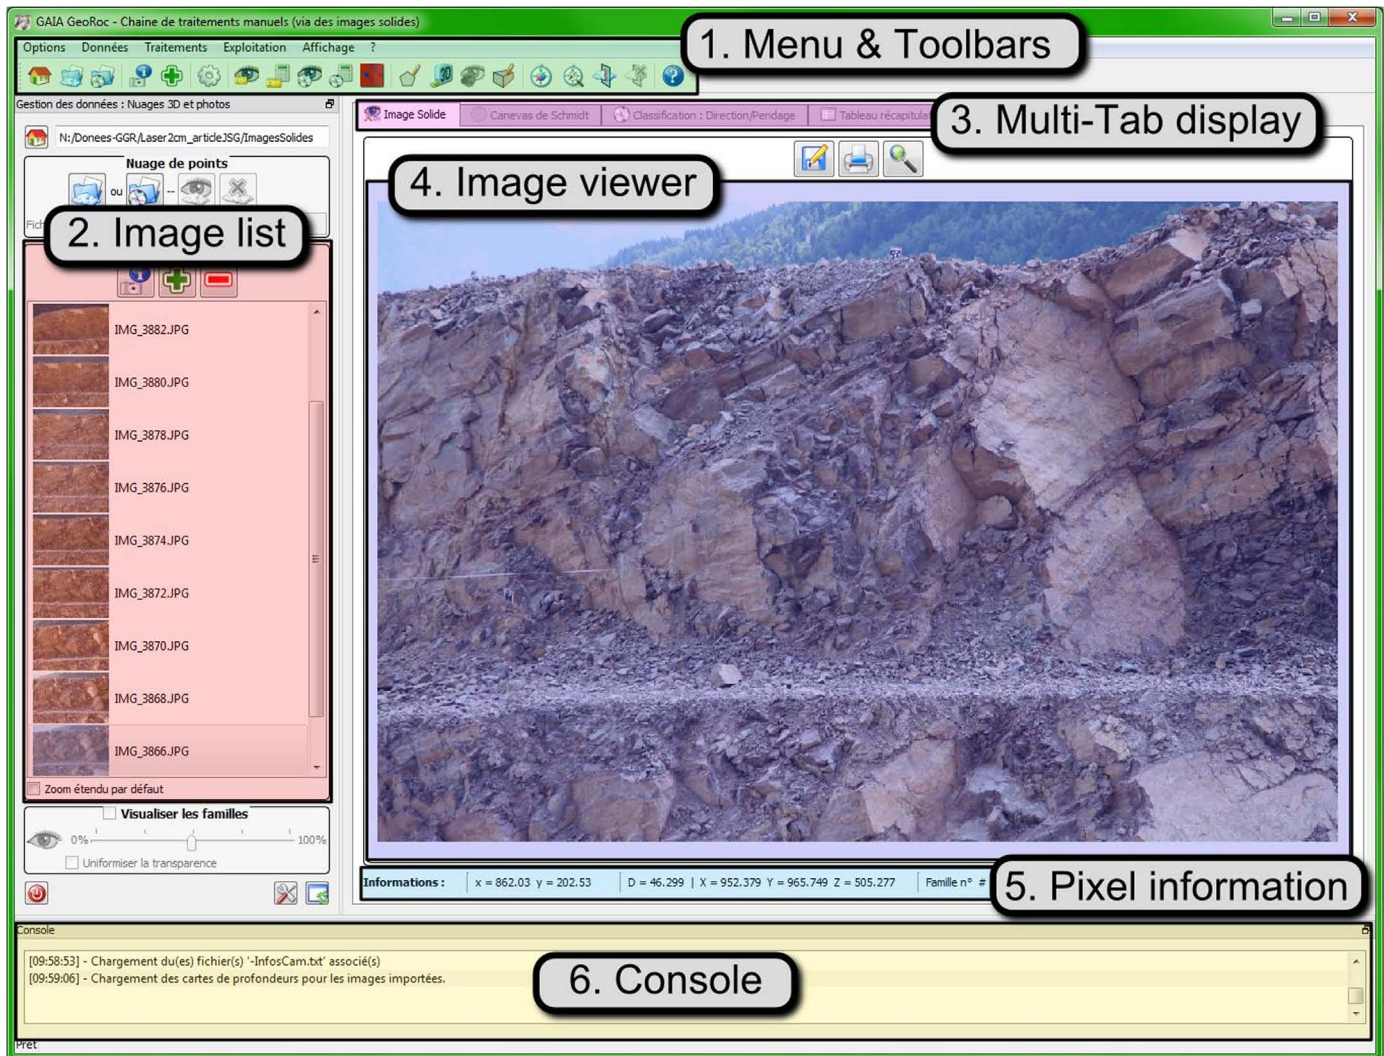 GAIA GeoRoc - Chaine de traitements manuels (via des images solides)
Options Données Traitements Exploitation Affichage ?
1. Menu & Toolbars
Gestion des données : Nuages 3D et photos
N:/Donees-GGR/Laser2cm_articleJSG/ImagesSolides
Nuage de points
ou
--
2. Image list
IMG_3882.JPG
IMG_3880.JPG
IMG_3878.JPG
IMG_3876.JPG
IMG_3874.JPG
IMG_3872.JPG
IMG_3870.JPG
IMG_3868.JPG
IMG_3866.JPG
Zoom étendu par défaut
Visualiser les familles
0% 100%
Uniformiser la transparence
Image Solide Canevas de Schmidt Classification : Direction/Pendage Tableau
3. Multi-Tab display
4. Image viewer
Informations : x = 862.03 y = 202.53 D = 46.299 | X = 952.379 Y = 965.749 Z = 505.277 Famille n° #
5. Pixel information
Console
[09:58:53] - Chargement du(es) fichier(s) '-InfosCam.txt' associé(s)
[09:59:06] - Chargement des cartes de profondeurs pour les images importées.
6. Console
Prêt